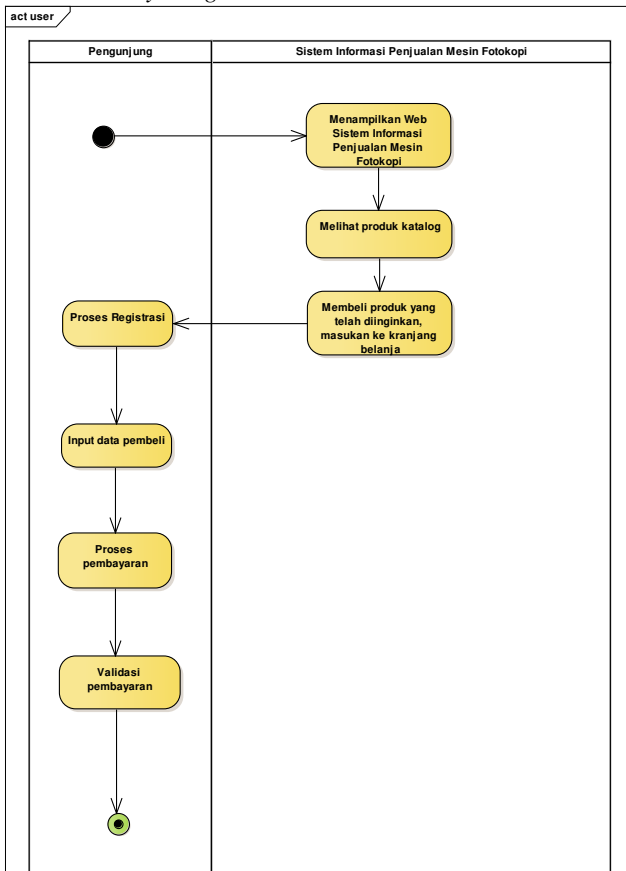 act user
Pengunjung
Sistem Informasi Penjualan Mesin Fotokopi
Menampilkan Web
Sistem Informasi
Penjualan Mesin
Fotokopi
Melihat produk katalog
Membeli produk yang
telah diinginkan,
masukan ke kranjang
belanja
Proses Registrasi
Input data pembeli
Proses
pembayaran
Validasi
pembayaran